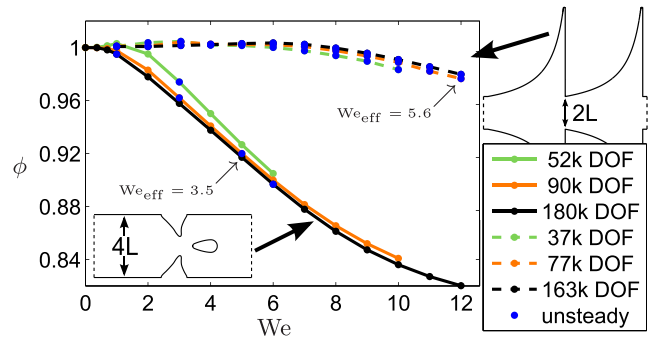 1
0.96
0.92
0.88
0.84
ϕ
0 2 4 6 8 10 12
We
We_eff = 5.6
We_eff = 3.5
4L
2L
52k DOF
90k DOF
180k DOF
37k DOF
77k DOF
163k DOF
unsteady